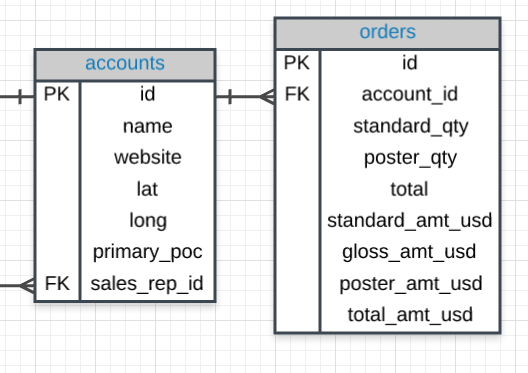 accounts
PK id
name
website
lat
long
primary_poc
FK sales_rep_id
orders
PK id
FK account_id
standard_qty
poster_qty
total
standard_amt_usd
gloss_amt_usd
poster_amt_usd
total_amt_usd